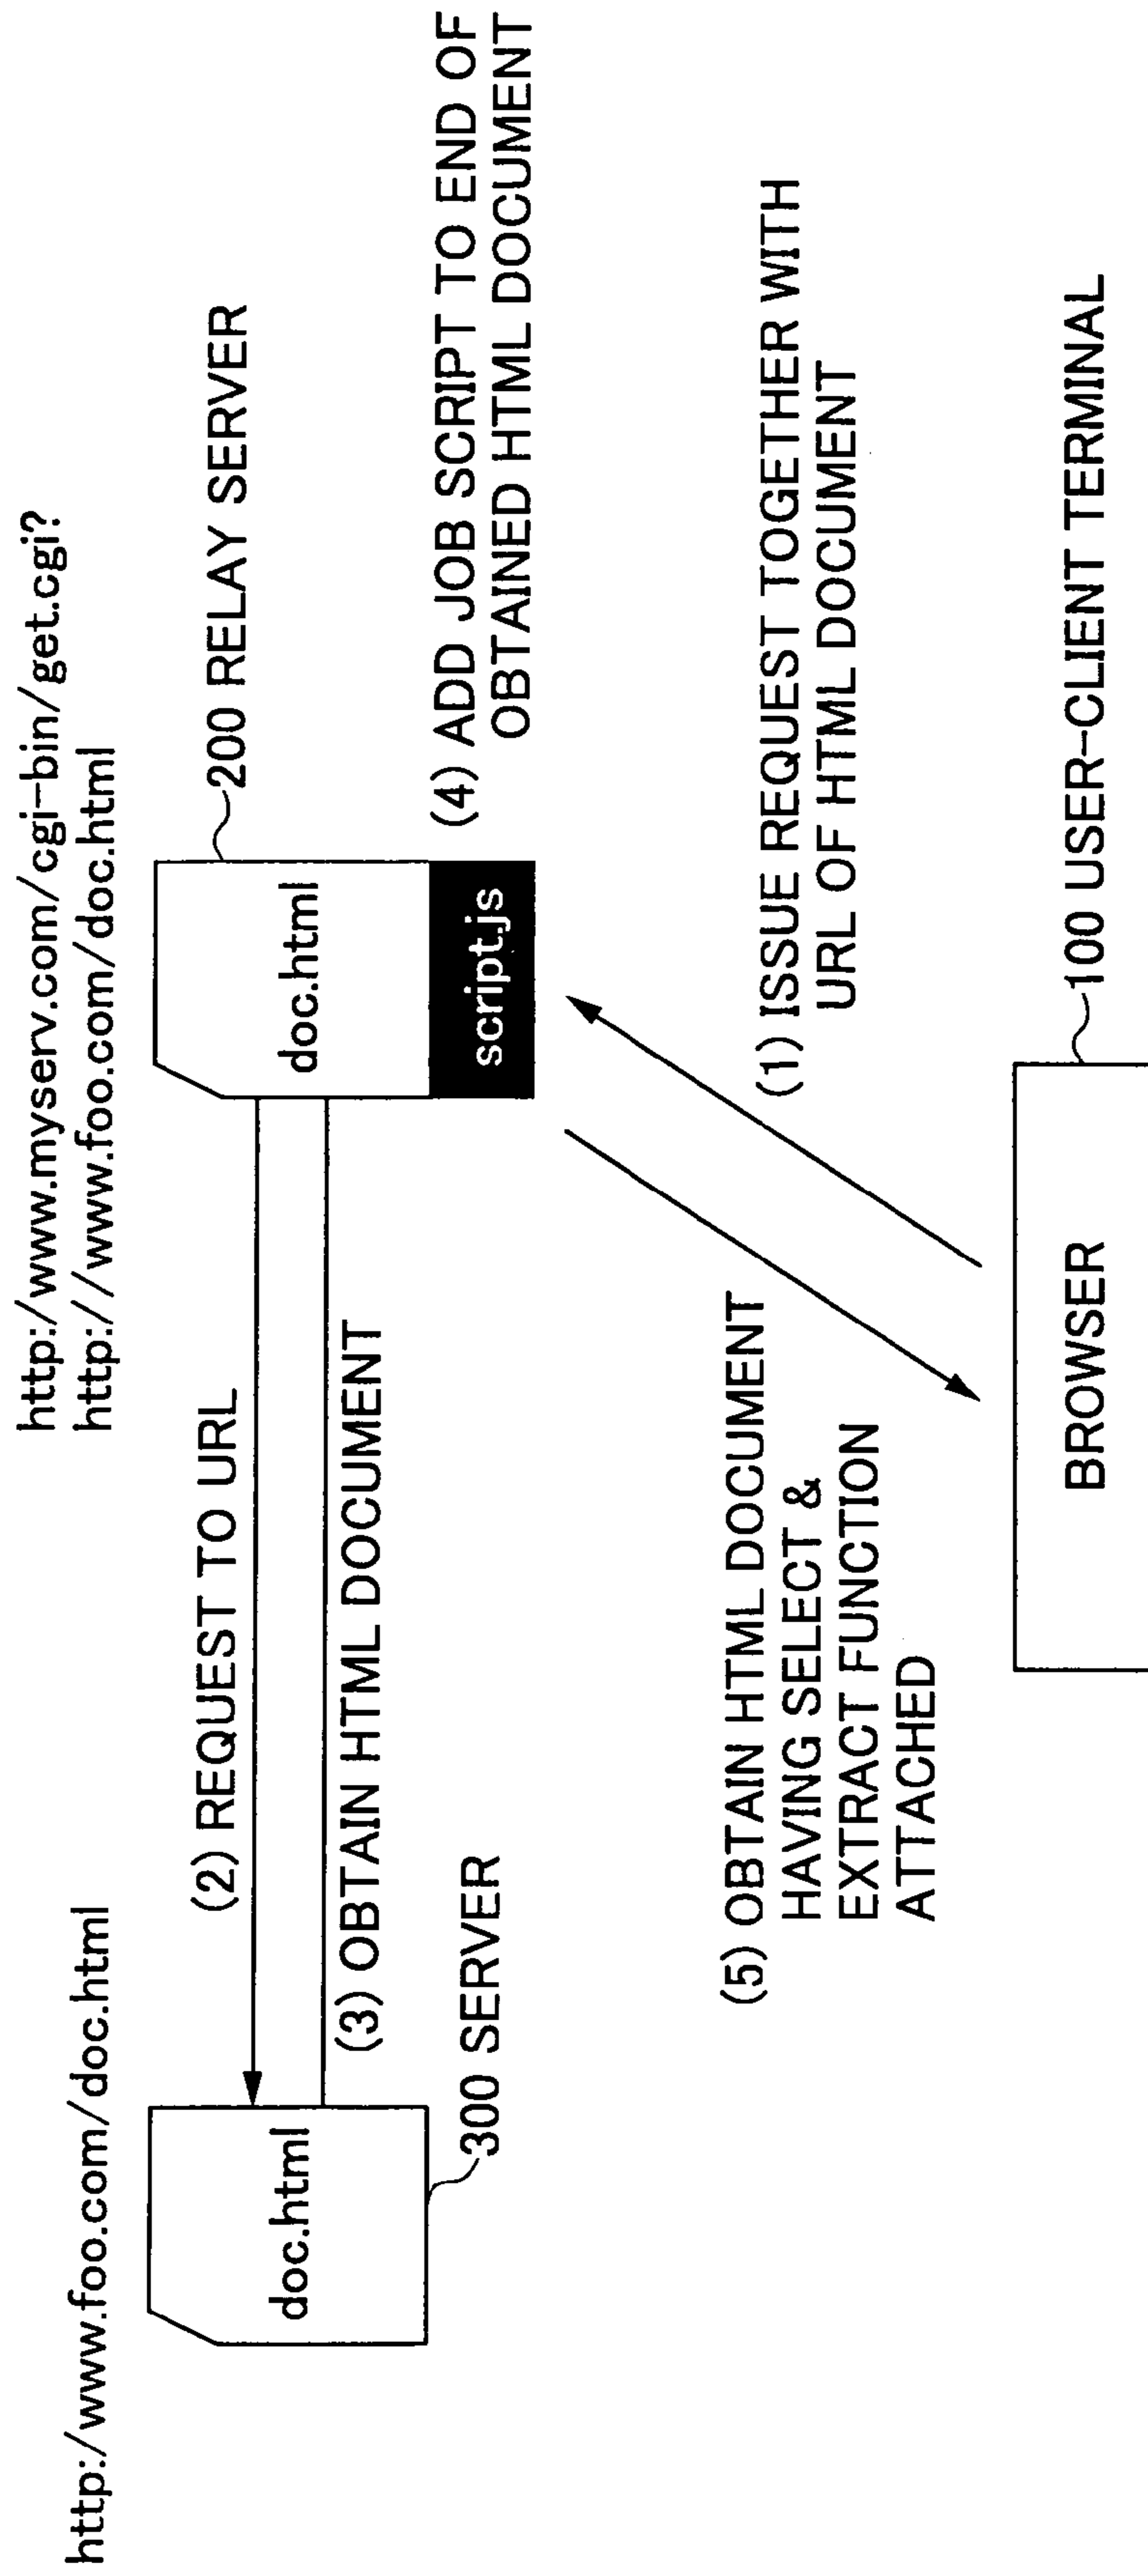 http:/www.foo.com/doc.html
http:/www.myserv.com/cgi-bin/get.cgi?
http://www.foo.com/doc.html
(2) REQUEST TO URL
200 RELAY SERVER
doc.html
doc.html
(3) OBTAIN HTML DOCUMENT
300 SERVER
script.js
(4) ADD JOB SCRIPT TO END OF
OBTAINED HTML DOCUMENT
(5) OBTAIN HTML DOCUMENT
HAVING SELECT &
EXTRACT FUNCTION
ATTACHED
(1) ISSUE REQUEST TOGETHER WITH
URL OF HTML DOCUMENT
BROWSER
100 USER-CLIENT TERMINAL